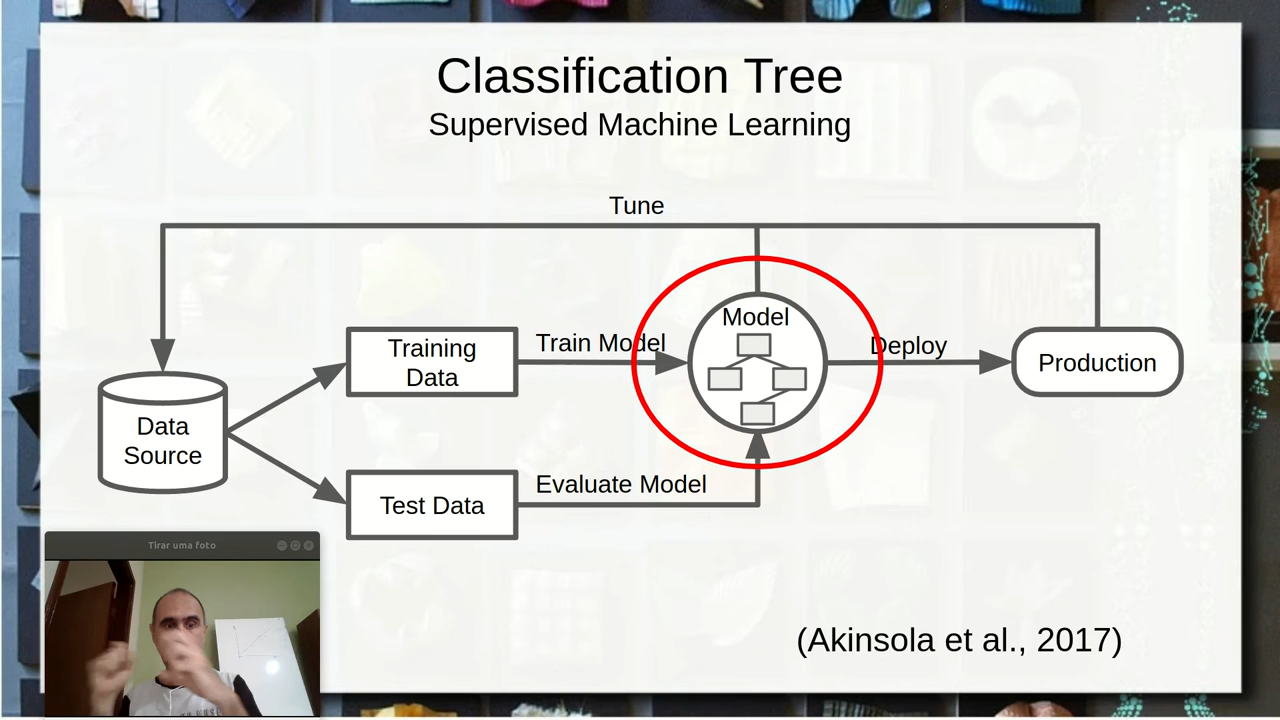 Classification Tree
Supervised Machine Learning
Tune
Model
Train Model
Deploy
Training
Data
Production
Data
Source
Test Data
Evaluate Model
Tirar uma foto
(Akinsola et al., 2017)